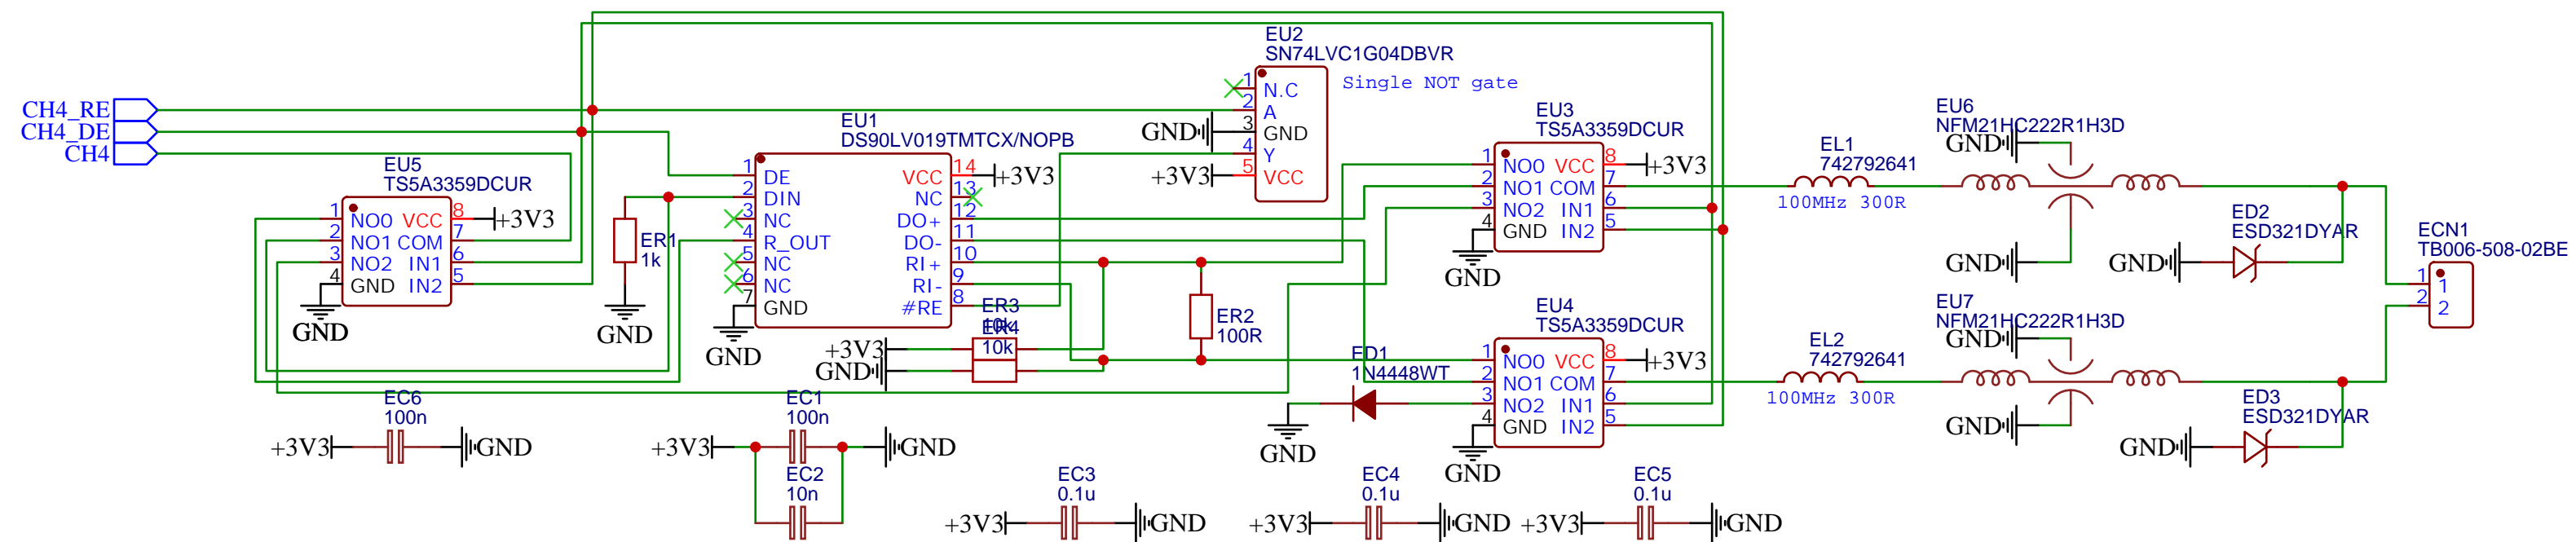 CH4_RE
CH4_DE
CH4
EU5
TS5A3359DCUR
1 NO0 VCC 8 +3V3
2 NO1 COM 7
3 NO2 IN1 6
4 GND IN2 5
GND
ER1
1k
GND
EU1
DS90LV019TMTCX/NOPB
1 DE VCC 14 +3V3
2 DIN NC 13
3 NC DO+ 12
4 R_OUT DO- 11
5 NC RI+ 10
6 NC RI- 9
7 GND #RE 8
GND
EU2
SN74LVC1G04DBVR
Single NOT gate
1 N.C
2 A
GND 3 GND
4 Y
+3V3 5 VCC
ER3
10k
ER4
10k
+3V3
GND
ER2
100R
EU3
TS5A3359DCUR
1 NO0 VCC 8 +3V3
2 NO1 COM 7
3 NO2 IN1 6
4 GND IN2 5
GND
EU4
TS5A3359DCUR
1 NO0 VCC 8 +3V3
2 NO1 COM 7
3 NO2 IN1 6
4 GND IN2 5
GND
ED1
1N4448WT
GND
EL1
742792641
100MHz 300R
EU6
NFM21HC222R1H3D
GND
GND
ED2
ESD321DYAR
GND
ECN1
TB006-508-02BE
1 1
2 2
EL2
742792641
100MHz 300R
EU7
NFM21HC222R1H3D
GND
GND
ED3
ESD321DYAR
GND
EC6
100n
+3V3 GND
EC1
100n
+3V3 GND
EC2
10n
EC3
0.1u
+3V3 GND
EC4
0.1u
+3V3 GND
EC5
0.1u
+3V3 GND